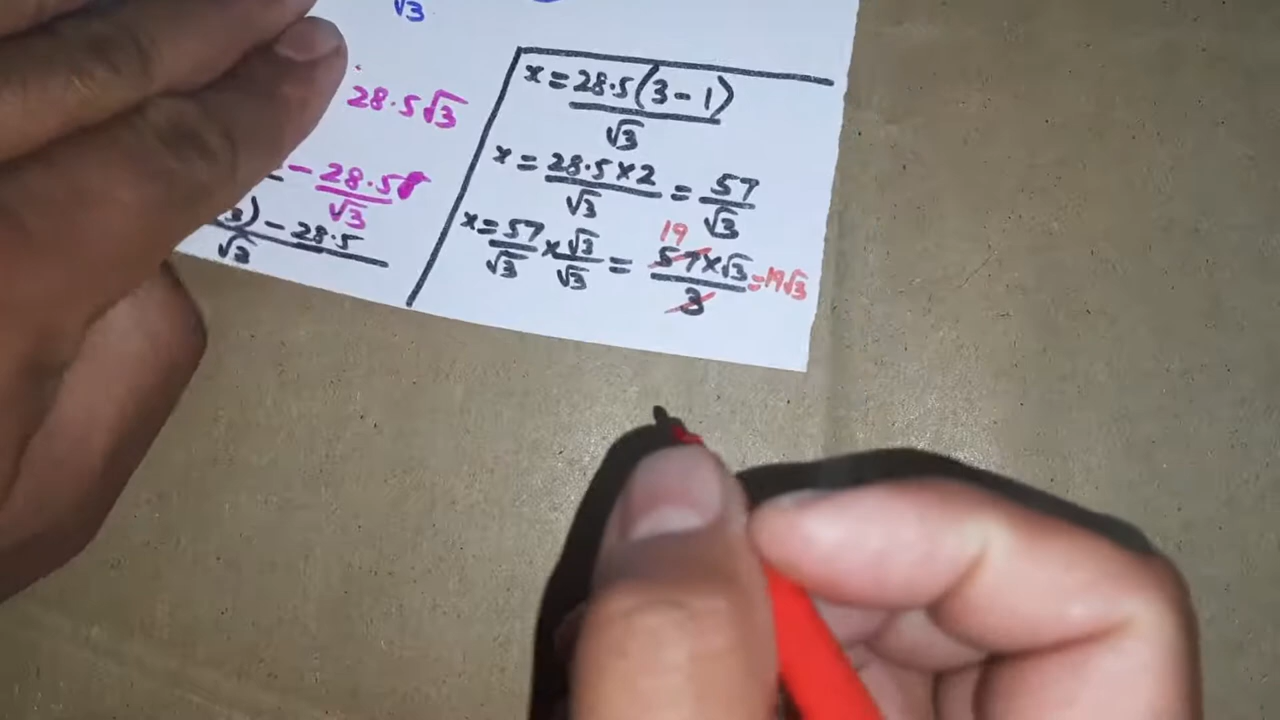 √3
28.5√3
- 28.5 / √3
3) - 28.5 / √3
x = 28.5(3 - 1) / √3
x = 28.5 × 2 / √3 = 57 / √3
x = 57 / √3 × √3 / √3 = 57 × √3 / 3 = 19√3
19